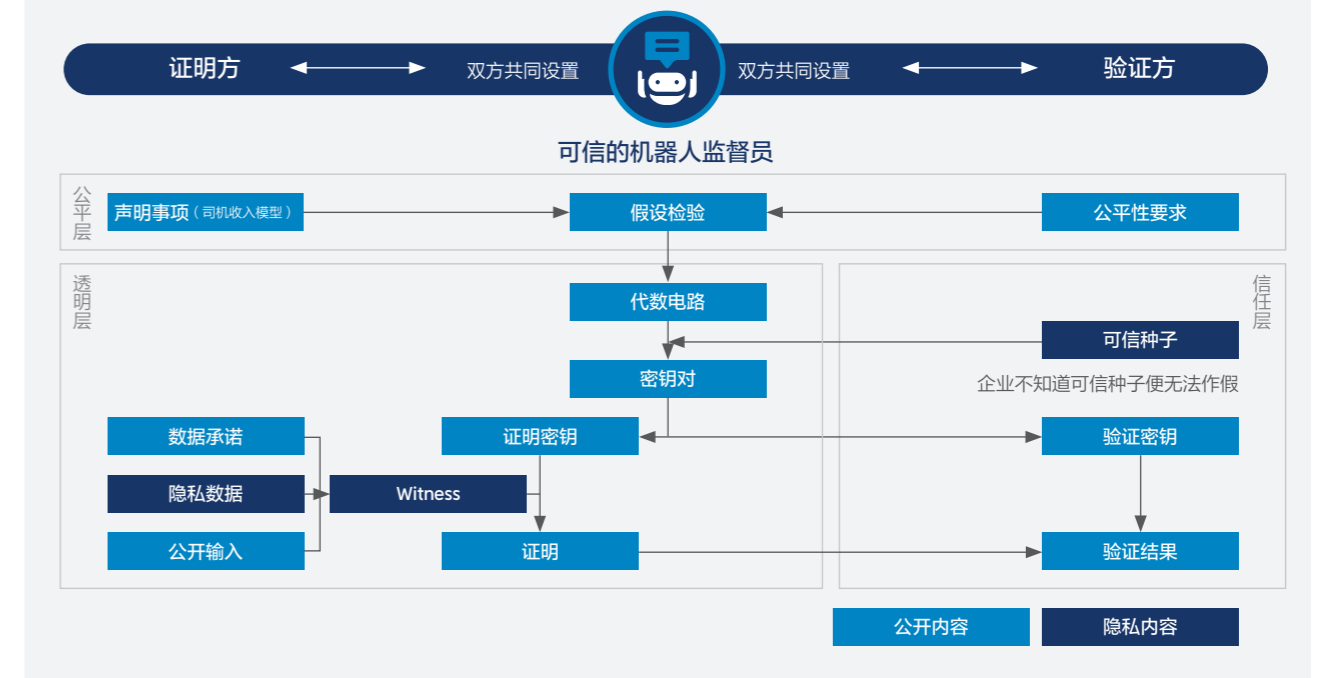 证明方
双方共同设置
双方共同设置
验证方
可信的机器人监督员
公平层
声明事项（司机收入模型）
假设检验
公平性要求
透明层
信任层
代数电路
可信种子
密钥对
企业不知道可信种子便无法作假
数据承诺
证明密钥
验证密钥
隐私数据
Witness
公开输入
证明
验证结果
公开内容
隐私内容